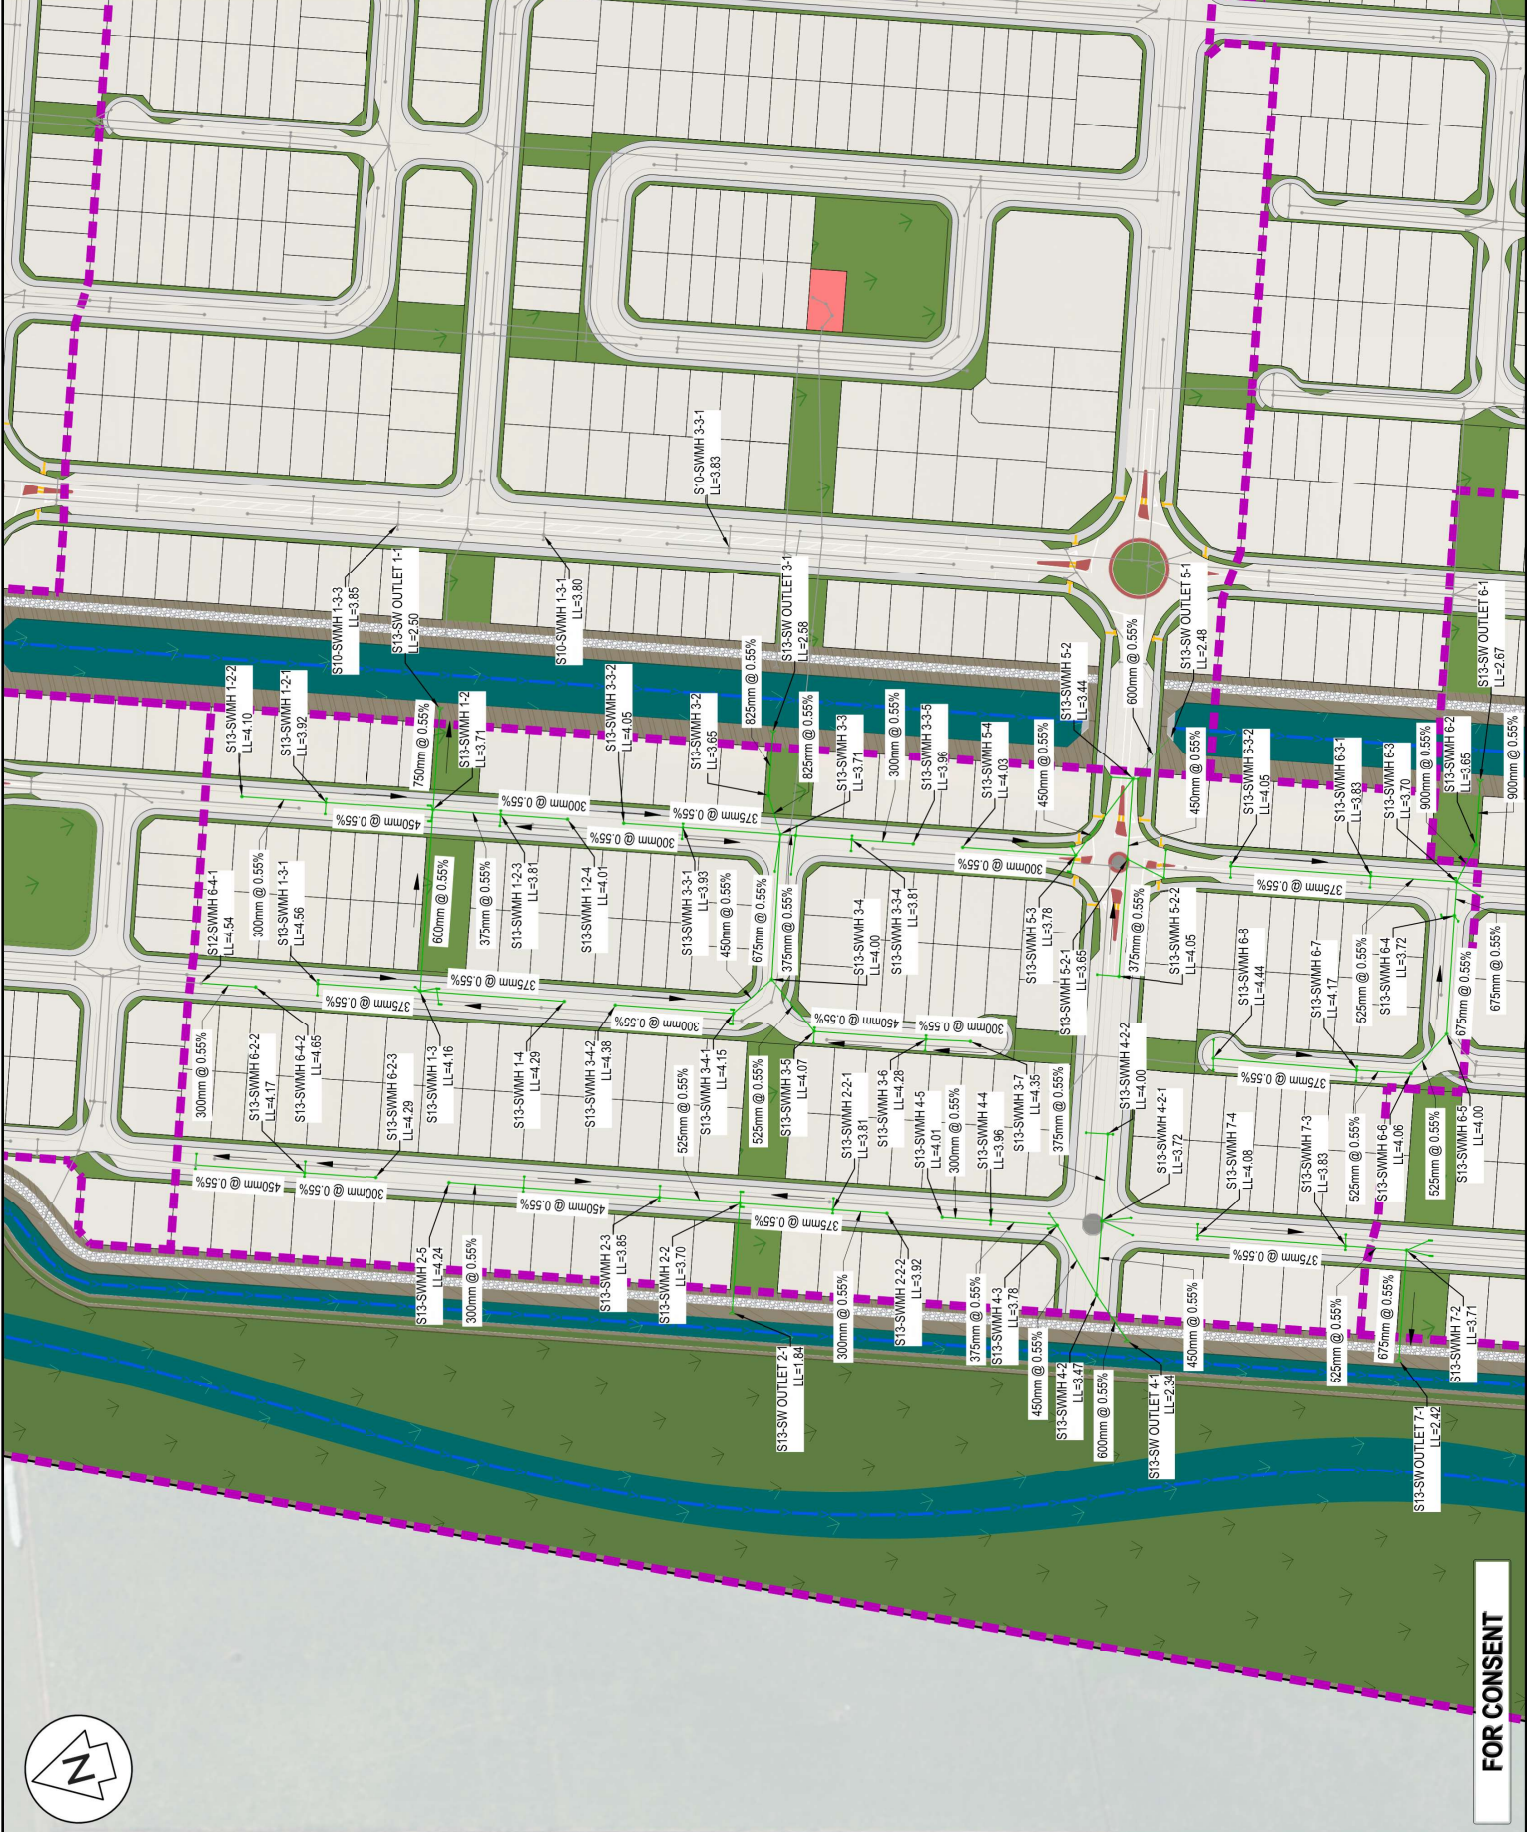 N
FOR CONSENT
S10-SWMH 3-3-1
LL=3.83
S10-SWMH 1-3-3
LL=3.85
S13-SW OUTLET 1-1
LL=2.50
S10-SWMH 1-3-1
LL=3.80
S13-SW OUTLET 3-1
LL=2.58
S13-SW OUTLET 5-1
LL=2.48
S13-SW OUTLET 6-1
LL=2.67
S13-SWMH 1-2-2
LL=4.10
S13-SWMH 1-2-1
LL=3.92
750mm @ 0.55%
S13-SWMH 1-2
LL=3.71
S13-SWMH 3-3-2
LL=4.05
S13-SWMH 3-2
LL=3.65
825mm @ 0.55%
825mm @ 0.55%
S13-SWMH 3-3
LL=3.71
300mm @ 0.55%
S13-SWMH 3-3-5
LL=3.96
S13-SWMH 5-4
LL=4.03
450mm @ 0.55%
S13-SWMH 5-2
LL=3.44
600mm @ 0.55%
450mm @ 0.55%
S13-SWMH 6-3-2
LL=4.05
S13-SWMH 6-3-1
LL=3.83
S13-SWMH 6-3
LL=3.70
900mm @ 0.55%
S13-SWMH 6-2
LL=3.65
900mm @ 0.55%
450mm @ 0.55%
300mm @ 0.55%
300mm @ 0.55%
375mm @ 0.55%
300mm @ 0.55%
375mm @ 0.55%
S12-SWMH 6-4-1
LL=4.54
300mm @ 0.55%
S13-SWMH 1-3-1
LL=4.56
600mm @ 0.55%
375mm @ 0.55%
S13-SWMH 1-2-3
LL=3.81
S13-SWMH 1-2-4
LL=4.01
S13-SWMH 3-3-1
LL=3.93
450mm @ 0.55%
675mm @ 0.55%
375mm @ 0.55%
S13-SWMH 3-4
LL=4.00
S13-SWMH 3-3-4
LL=3.81
S13-SWMH 5-3
LL=3.78
S13-SWMH 5-2-1
LL=3.65
375mm @ 0.55%
S13-SWMH 5-2-2
LL=4.05
S13-SWMH 6-8
LL=4.44
S13-SWMH 6-7
LL=4.17
525mm @ 0.55%
S13-SWMH 6-4
LL=3.72
675mm @ 0.55%
675mm @ 0.55%
375mm @ 0.55%
375mm @ 0.55%
300mm @ 0.55%
450mm @ 0.55%
300mm @ 0.55%
375mm @ 0.55%
300mm @ 0.55%
S13-SWMH 6-2-2
LL=4.17
S13-SWMH 6-4-2
LL=4.65
S13-SWMH 6-2-3
LL=4.29
S13-SWMH 1-3
LL=4.16
S13-SWMH 1-4
LL=4.29
S13-SWMH 3-4-2
LL=4.38
525mm @ 0.55%
S13-SWMH 3-4-1
LL=4.15
525mm @ 0.55%
S13-SWMH 3-5
LL=4.07
S13-SWMH 2-2-1
LL=3.81
S13-SWMH 3-6
LL=4.28
S13-SWMH 4-5
LL=4.01
300mm @ 0.55%
S13-SWMH 4-4
LL=3.96
S13-SWMH 3-7
LL=4.35
375mm @ 0.55%
S13-SWMH 4-2-2
LL=4.00
S13-SWMH 4-2-1
LL=3.72
S13-SWMH 7-4
LL=4.08
S13-SWMH 7-3
LL=3.83
525mm @ 0.55%
S13-SWMH 6-6
LL=4.06
525mm @ 0.55%
S13-SWMH 6-5
LL=4.00
450mm @ 0.55%
300mm @ 0.55%
450mm @ 0.55%
375mm @ 0.55%
375mm @ 0.55%
S13-SWMH 2-5
LL=4.24
300mm @ 0.55%
S13-SWMH 2-3
LL=3.85
S13-SWMH 2-2
LL=3.70
S13-SW OUTLET 2-1
LL=1.84
300mm @ 0.55%
S13-SWMH 2-2-2
LL=3.92
375mm @ 0.55%
S13-SWMH 4-3
LL=3.78
450mm @ 0.55%
S13-SWMH 4-2
LL=3.47
600mm @ 0.55%
S13-SW OUTLET 4-1
LL=2.34
450mm @ 0.55%
525mm @ 0.55%
675mm @ 0.55%
S13-SWMH 7-2
LL=3.71
S13-SW OUTLET 7-1
LL=2.42